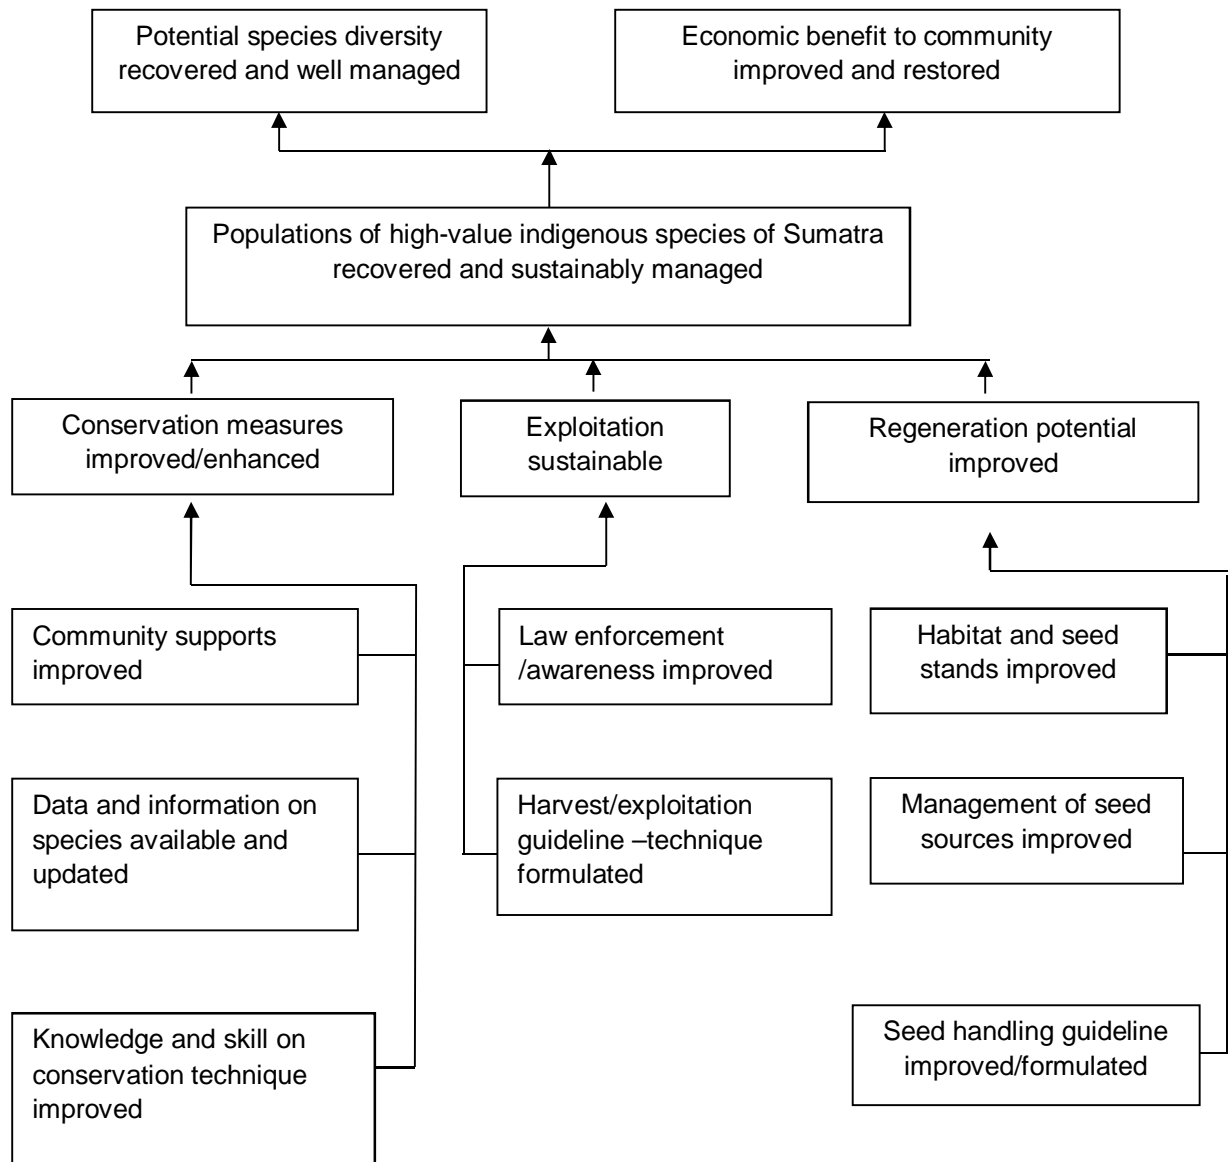 Potential species diversity
recovered and well managed
Economic benefit to community
improved and restored
Populations of high-value indigenous species of Sumatra
recovered and sustainably managed
Conservation measures
improved/enhanced
Exploitation
sustainable
Regeneration potential
improved
Community supports
improved
Law enforcement
/awareness improved
Habitat and seed
stands improved
Data and information on
species available and
updated
Harvest/exploitation
guideline –technique
formulated
Management of seed
sources improved
Knowledge and skill on
conservation technique
improved
Seed handling guideline
improved/formulated